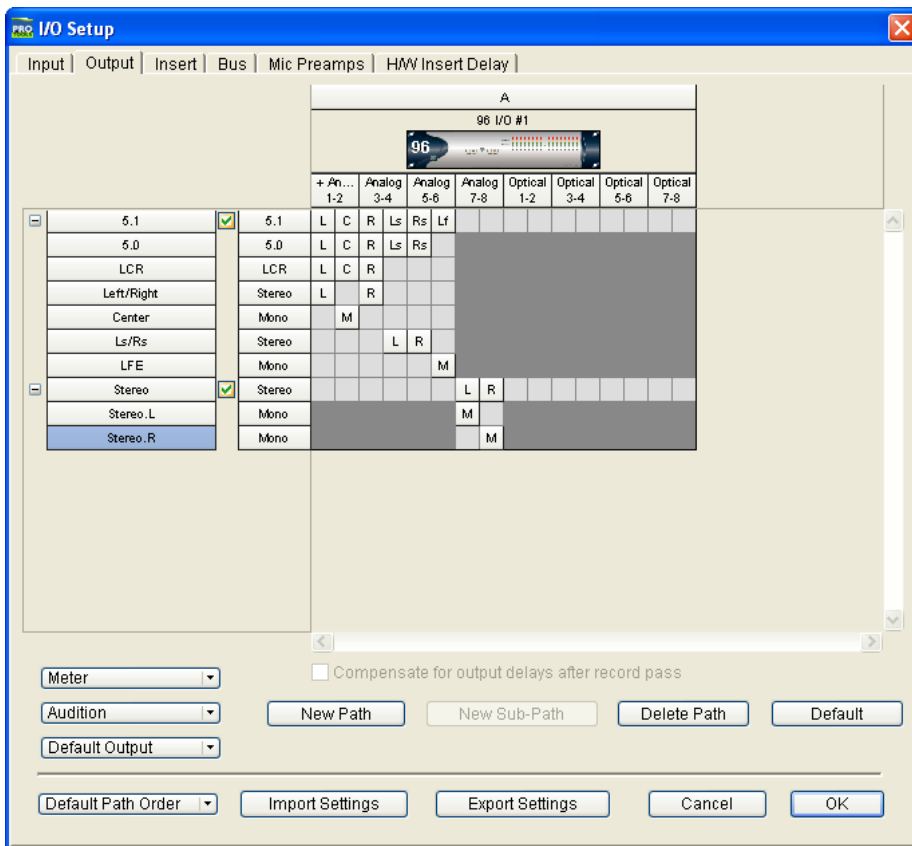 PRO I/O Setup
Input Output Insert Bus Mic Preamps H/W Insert Delay
A
96 I/O #1
96
+ An... Analog Analog Analog Optical Optical Optical Optical
1-2 3-4 5-6 7-8 1-2 3-4 5-6 7-8
5.1 5.1 L C R Ls Rs Lf
5.0 5.0 L C R Ls Rs
LCR LCR L C R
Left/Right Stereo L R
Center Mono M
Ls/Rs Stereo L R
LFE Mono M
Stereo Stereo L R
Stereo.L Mono M
Stereo.R Mono M
Compensate for output delays after record pass
Meter
Audition New Path New Sub-Path Delete Path Default
Default Output
Default Path Order Import Settings Export Settings Cancel OK